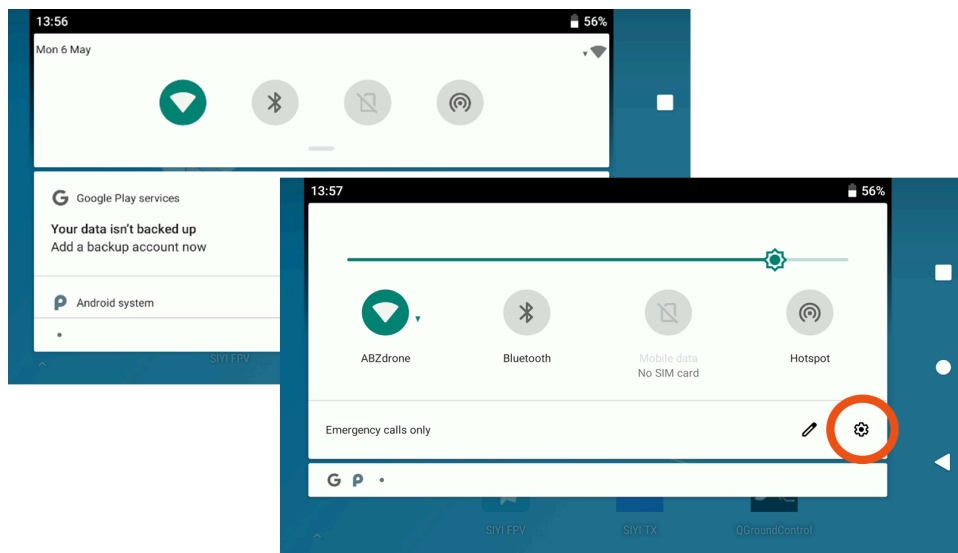 13:56
56%
Mon 6 May
Google Play services
Your data isn't backed up
Add a backup account now
Android system
SIYI FPV
13:57
56%
ABZdrone
Bluetooth
Mobile data
No SIM card
Hotspot
Emergency calls only
SIYI FPV
SIYI TX
QGroundControl